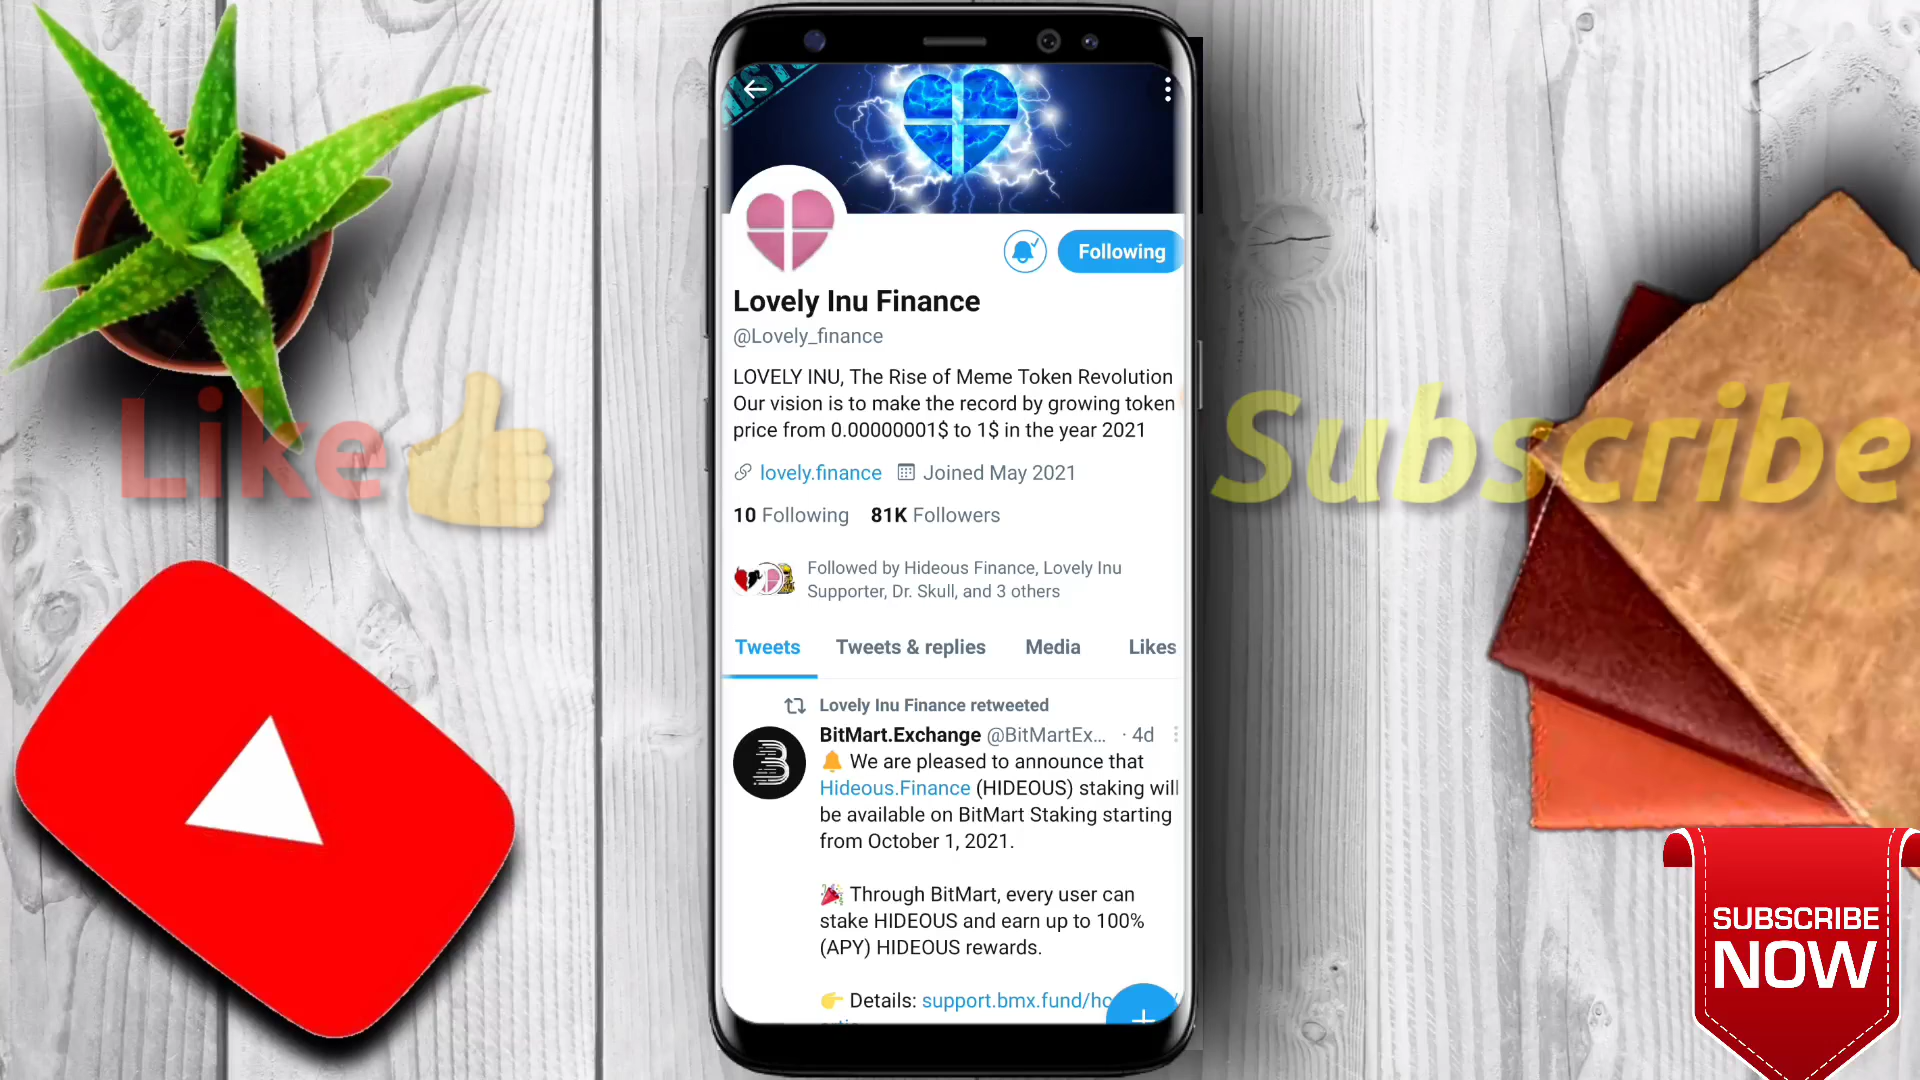 Lovely Inu Finance
Following
@Lovely_finance
LOVELY INU, The Rise of Meme Token Revolution
Our vision is to make the record by growing token
price from 0.00000001$ to 1$ in the year 2021
lovely.finance Joined May 2021
10 Following 81K Followers
Followed by Hideous Finance, Lovely Inu
Supporter, Dr. Skull, and 3 others
Tweets Tweets & replies Media Likes
Lovely Inu Finance retweeted
BitMart.Exchange @BitMartEx... · 4d
🔔 We are pleased to announce that
Hideous.Finance (HIDEOUS) staking will
be available on BitMart Staking starting
from October 1, 2021.
🎉 Through BitMart, every user can
stake HIDEOUS and earn up to 100%
(APY) HIDEOUS rewards.
👉 Details: support.bmx.fund/hc
Like
Subscribe
SUBSCRIBE
NOW